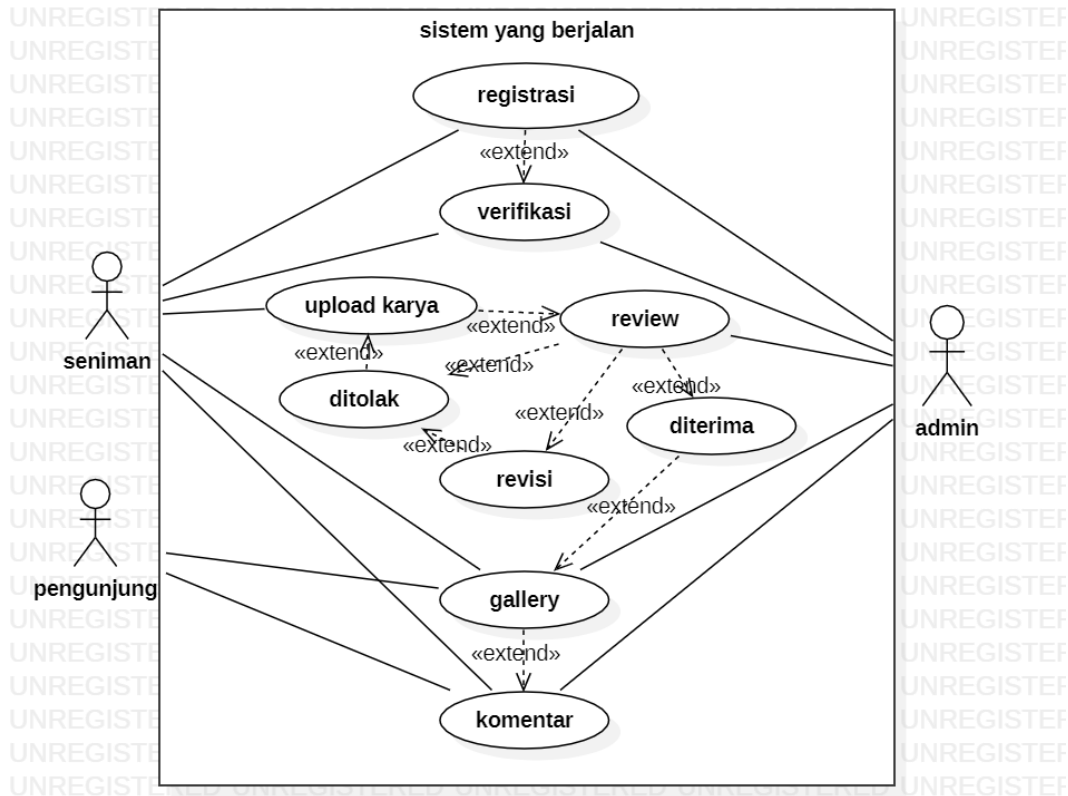 sistem yang berjalan
registrasi
«extend»
verifikasi
upload karya
«extend»
review
«extend»
«extend»
ditolak
«extend»
«extend»
diterima
«extend»
revisi
«extend»
gallery
«extend»
komentar
seniman
pengunjung
admin
UNREGISTERED